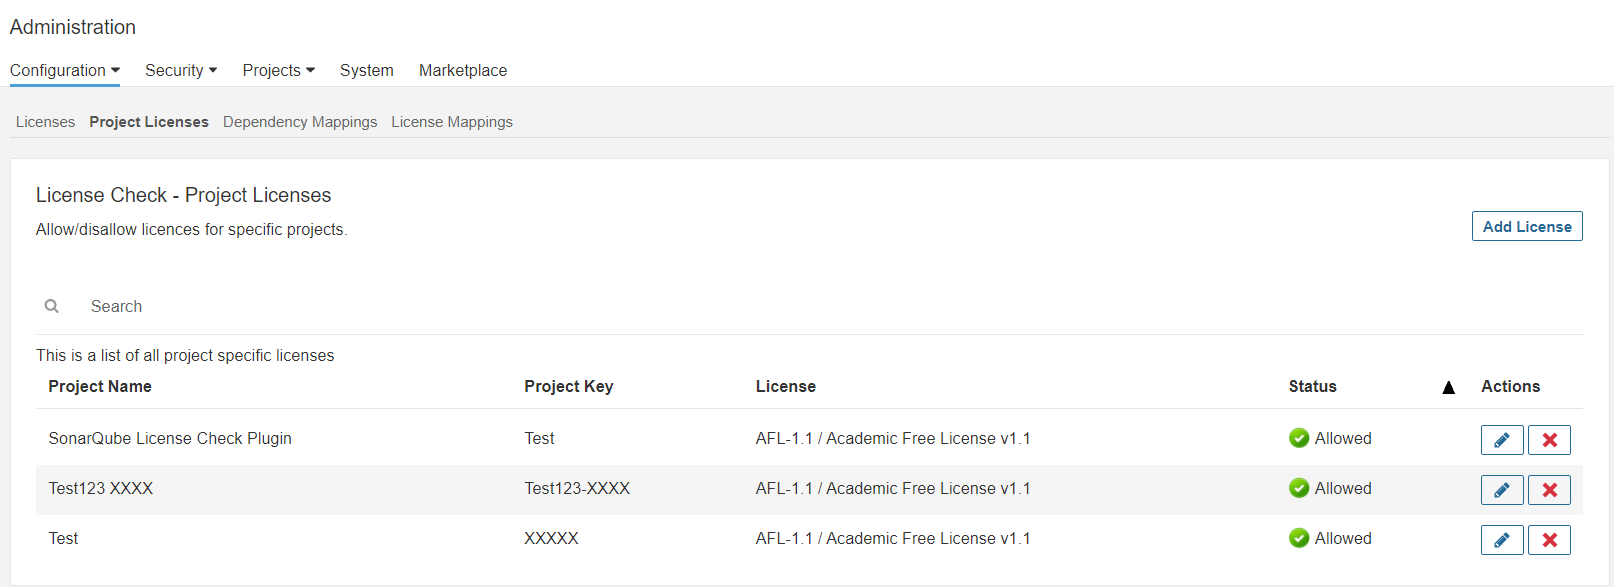 Administration
Configuration Security Projects System Marketplace
Licenses Project Licenses Dependency Mappings License Mappings
License Check - Project Licenses
Allow/disallow licences for specific projects.
Add License
Search
This is a list of all project specific licenses
Project Name Project Key License Status ▲ Actions
SonarQube License Check Plugin Test AFL-1.1 / Academic Free License v1.1 Allowed
Test123 XXXX Test123-XXXX AFL-1.1 / Academic Free License v1.1 Allowed
Test XXXXX AFL-1.1 / Academic Free License v1.1 Allowed